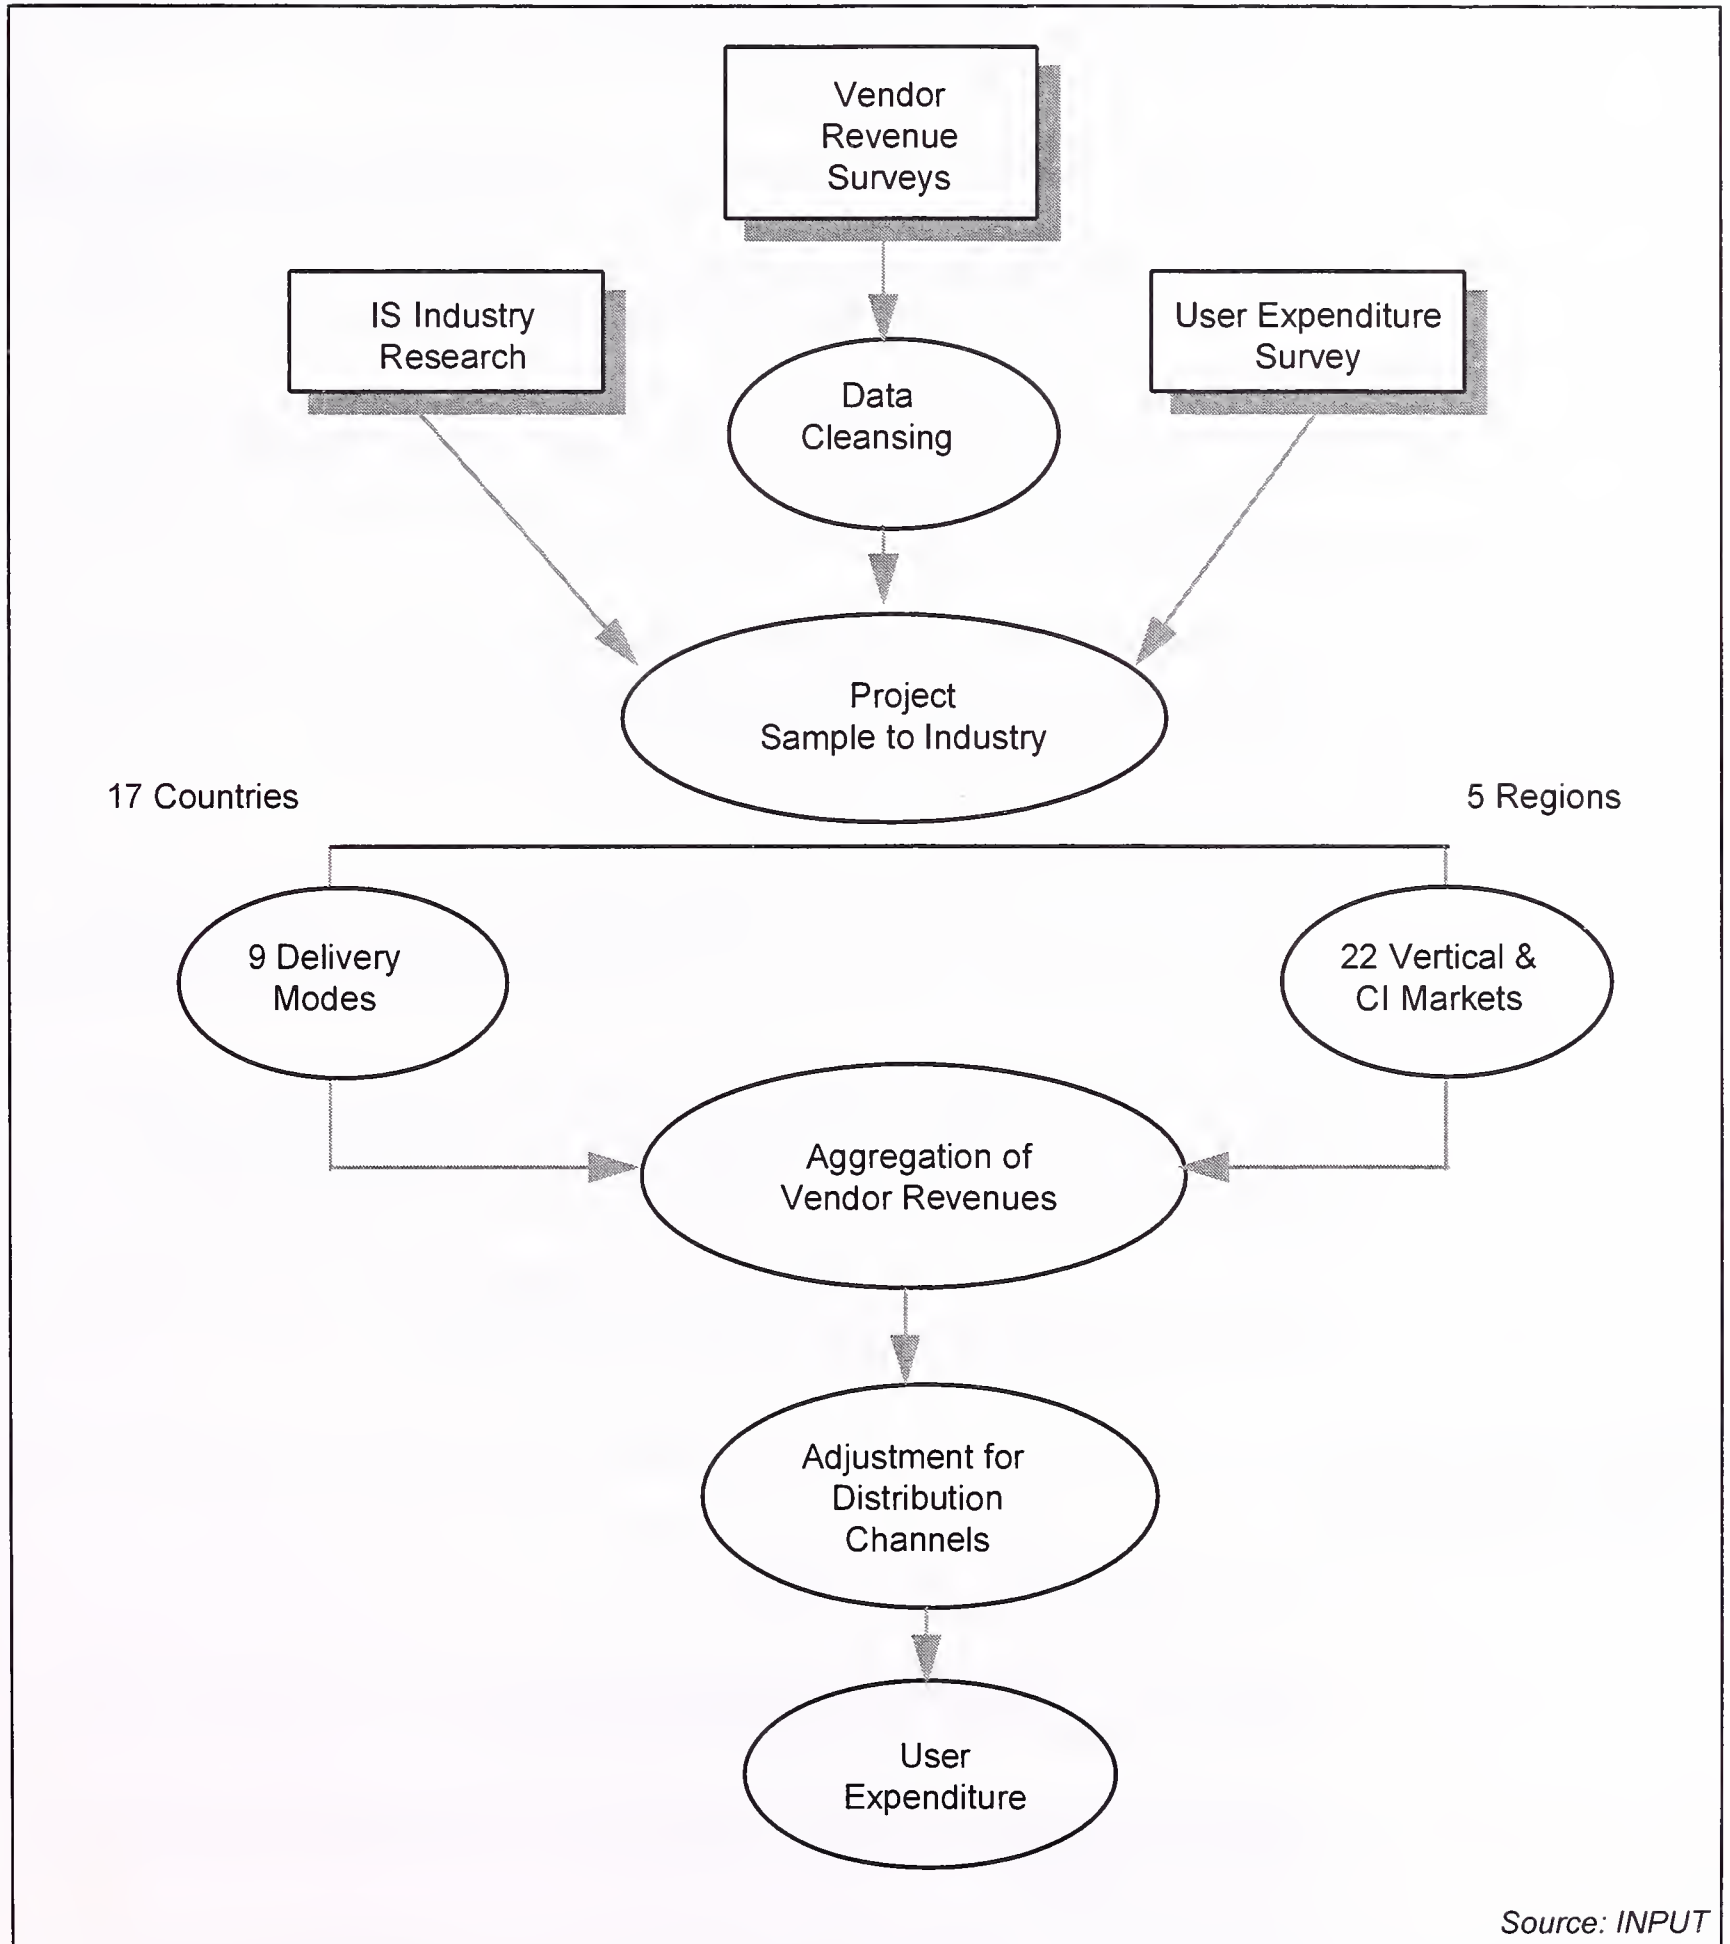 Vendor
Revenue
Surveys
IS Industry
Research
User Expenditure
Survey
Data
Cleansing
Project
Sample to Industry
17 Countries
5 Regions
9 Delivery
Modes
22 Vertical &
CI Markets
Aggregation of
Vendor Revenues
Adjustment for
Distribution
Channels
User
Expenditure
Source: INPUT